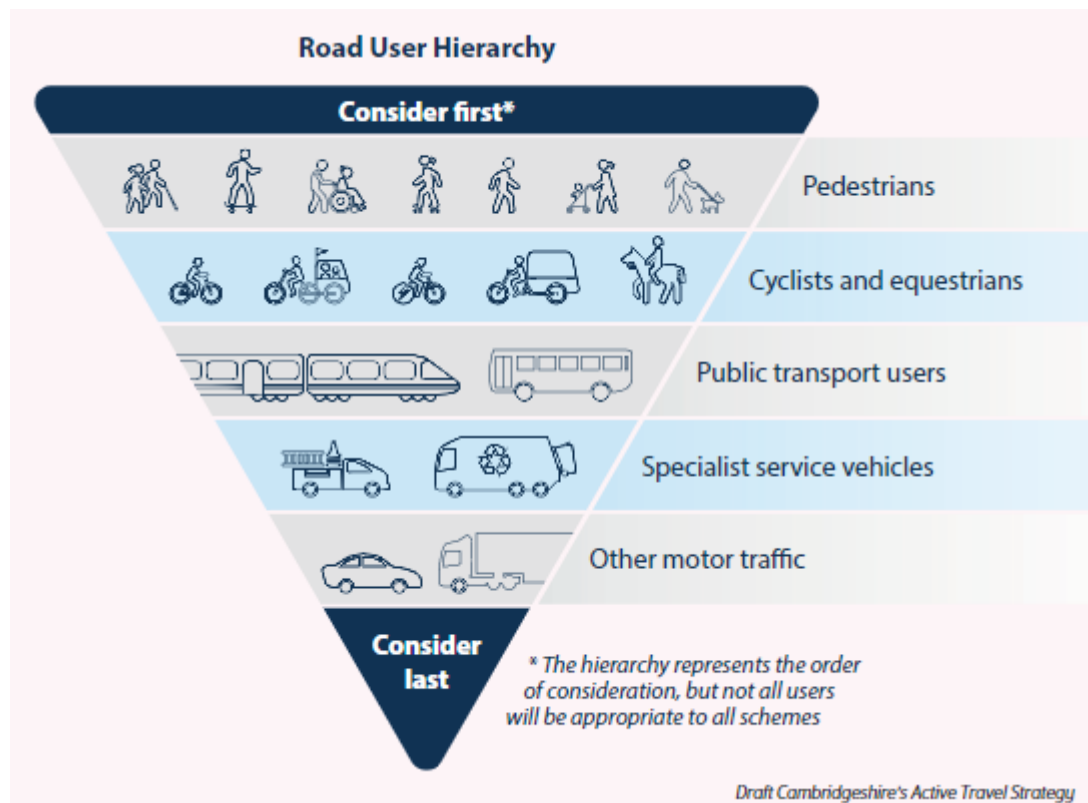 Road User Hierarchy
Consider first*
Pedestrians
Cyclists and equestrians
Public transport users
Specialist service vehicles
Other motor traffic
Consider
last
* The hierarchy represents the order
of consideration, but not all users
will be appropriate to all schemes
Draft Cambridgeshire's Active Travel Strategy